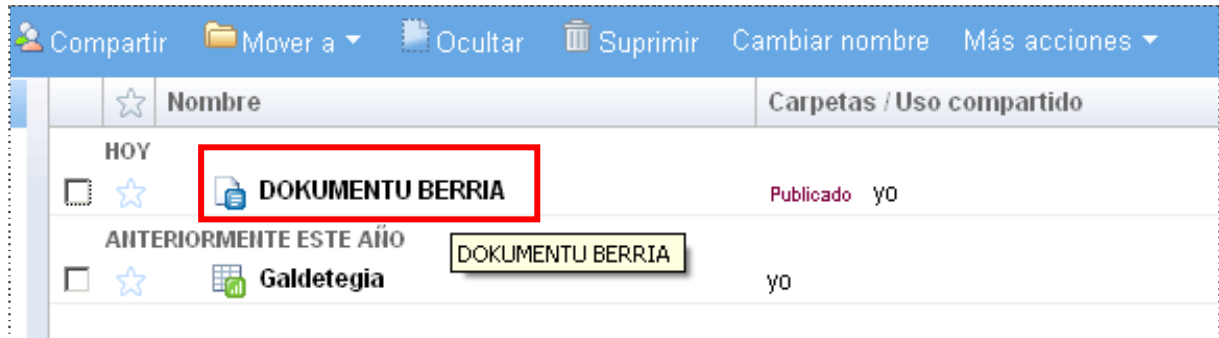 Compartir Mover a Ocultar Suprimir Cambiar nombre Más acciones
Nombre Carpetas / Uso compartido
HOY
DOKUMENTU BERRIA Publicado yo
ANTERIORMENTE ESTE AÑO
DOKUMENTU BERRIA
Galdetegia yo